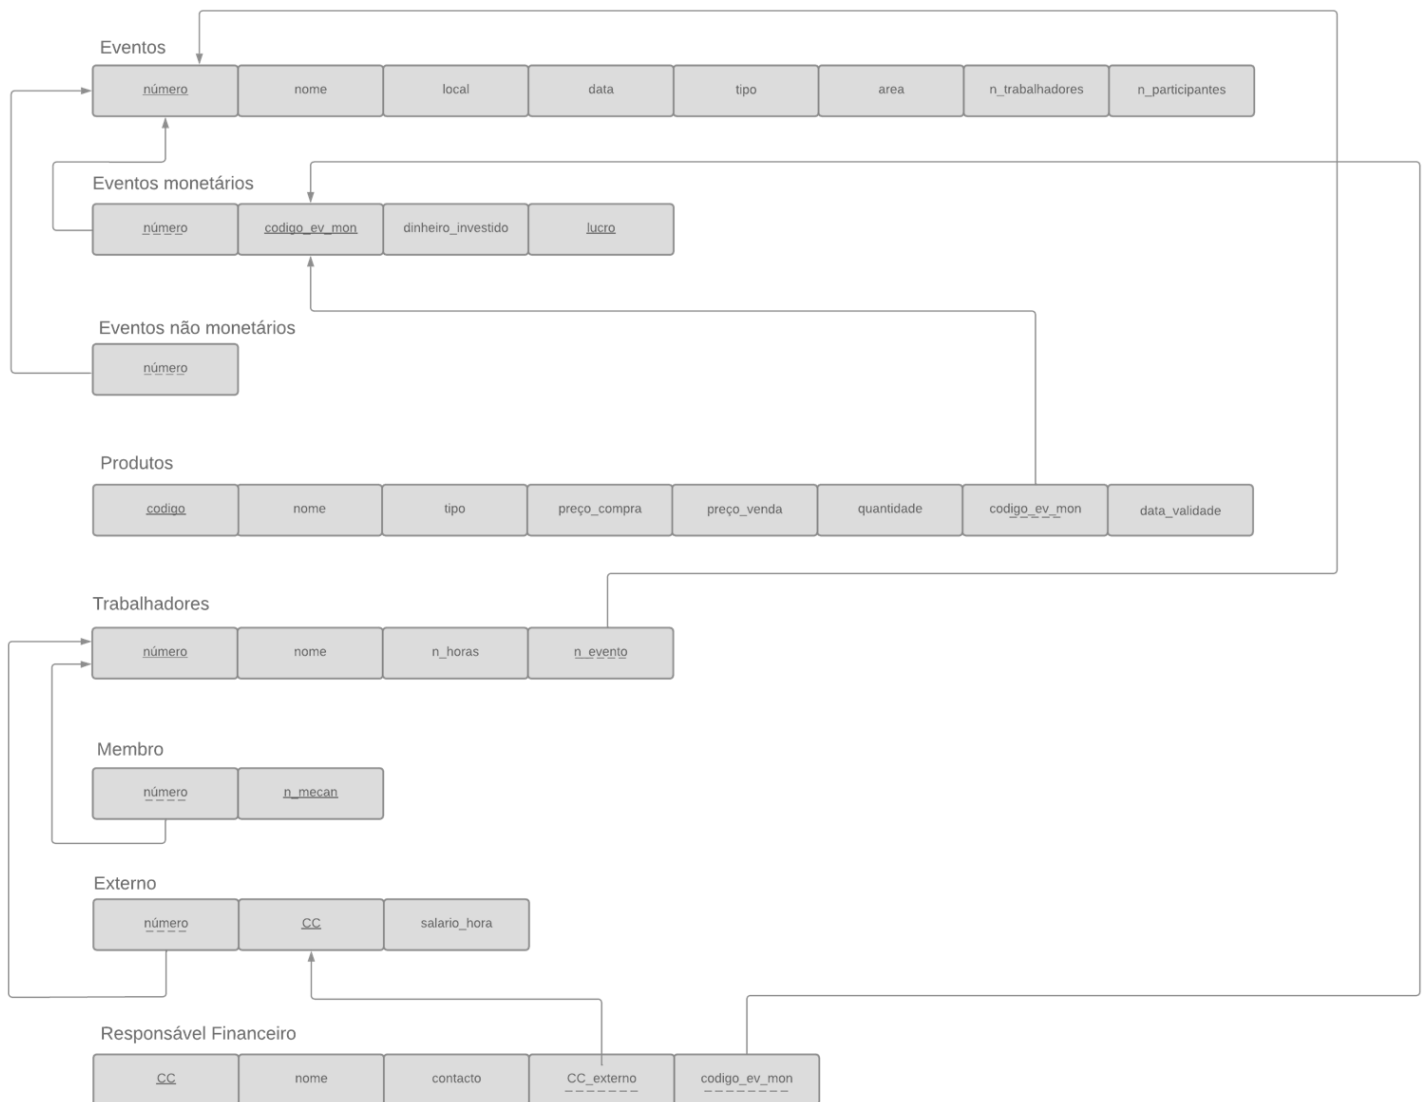 Eventos
número nome local data tipo area n_trabalhadores n_participantes
Eventos monetários
número codigo_ev_mon dinheiro_investido lucro
Eventos não monetários
número
Produtos
codigo nome tipo preço_compra preço_venda quantidade codigo_ev_mon data_validade
Trabalhadores
número nome n_horas n_evento
Membro
número n_mecan
Externo
número CC salario_hora
Responsável Financeiro
CC nome contacto CC_externo codigo_ev_mon